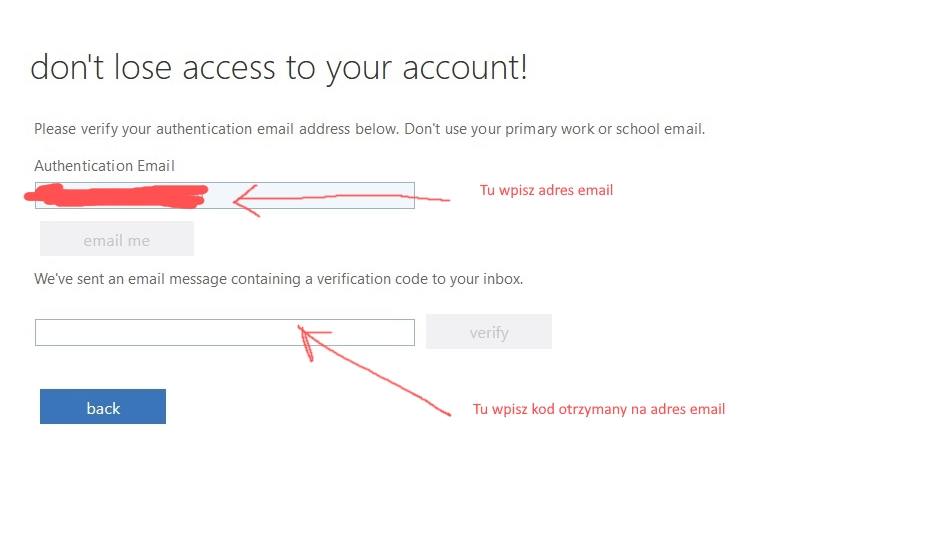 don't lose access to your account!
Please verify your authentication email address below. Don't use your primary work or school email.
Authentication Email
Tu wpisz adres email
email me
We've sent an email message containing a verification code to your inbox.
verify
back
Tu wpisz kod otrzymany na adres email